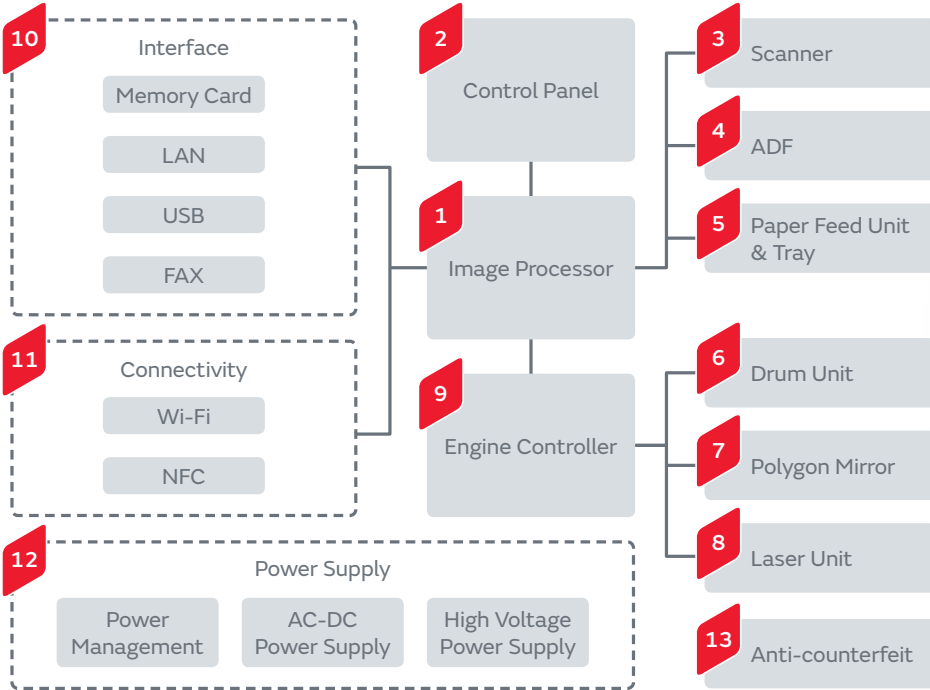 10
Interface
Memory Card
LAN
USB
FAX
2
Control Panel
1
Image Processor
3
Scanner
4
ADF
5
Paper Feed Unit
& Tray
11
Connectivity
Wi-Fi
NFC
9
Engine Controller
6
Drum Unit
7
Polygon Mirror
8
Laser Unit
12
Power Supply
Power
Management
AC-DC
Power Supply
High Voltage
Power Supply
13
Anti-counterfeit